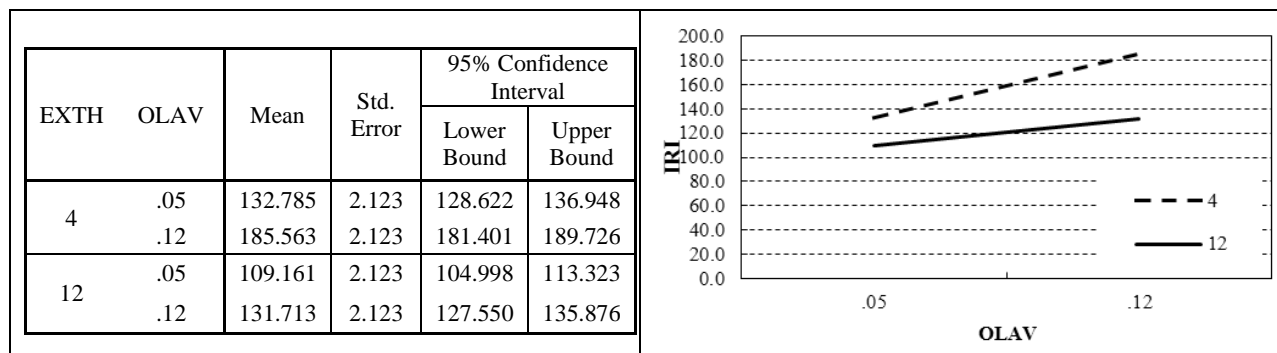 EXTH OLAV Mean Std. Error 95% Confidence Interval
Lower Bound Upper Bound
4 .05 132.785 2.123 128.622 136.948
.12 185.563 2.123 181.401 189.726
12 .05 109.161 2.123 104.998 113.323
.12 131.713 2.123 127.550 135.876
200.0
180.0
160.0
140.0
120.0
100.0
80.0
60.0
40.0
20.0
0.0
IRI
4
12
.05 .12
OLAV